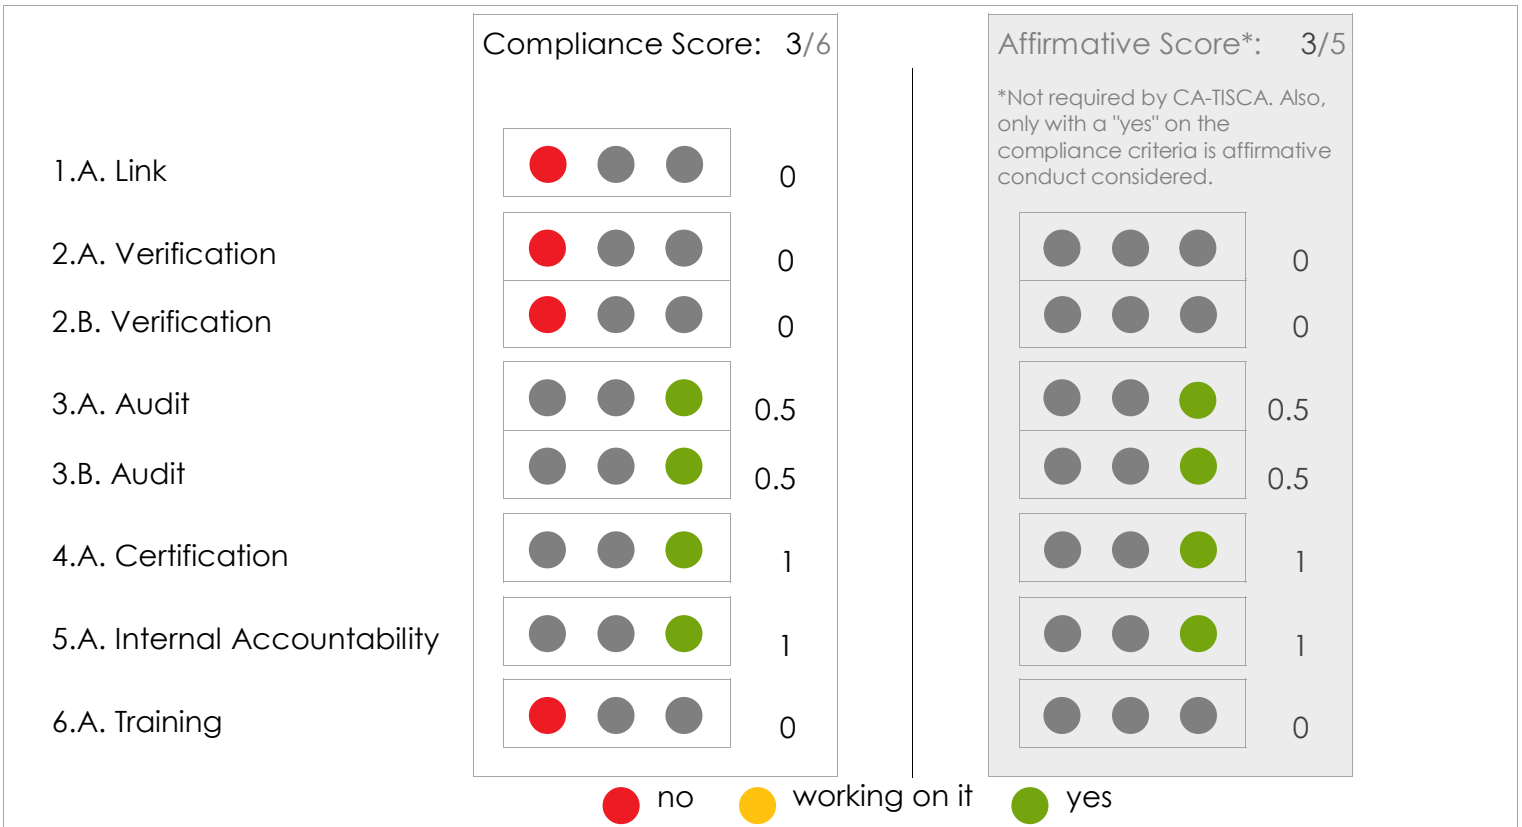 Compliance Score: 3/6
Affirmative Score*: 3/5
*Not required by CA-TISCA. Also,
only with a "yes" on the
compliance criteria is affirmative
conduct considered.
1.A. Link 0
2.A. Verification 0 0
2.B. Verification 0 0
3.A. Audit 0.5 0.5
3.B. Audit 0.5 0.5
4.A. Certification 1 1
5.A. Internal Accountability 1 1
6.A. Training 0 0
no working on it yes